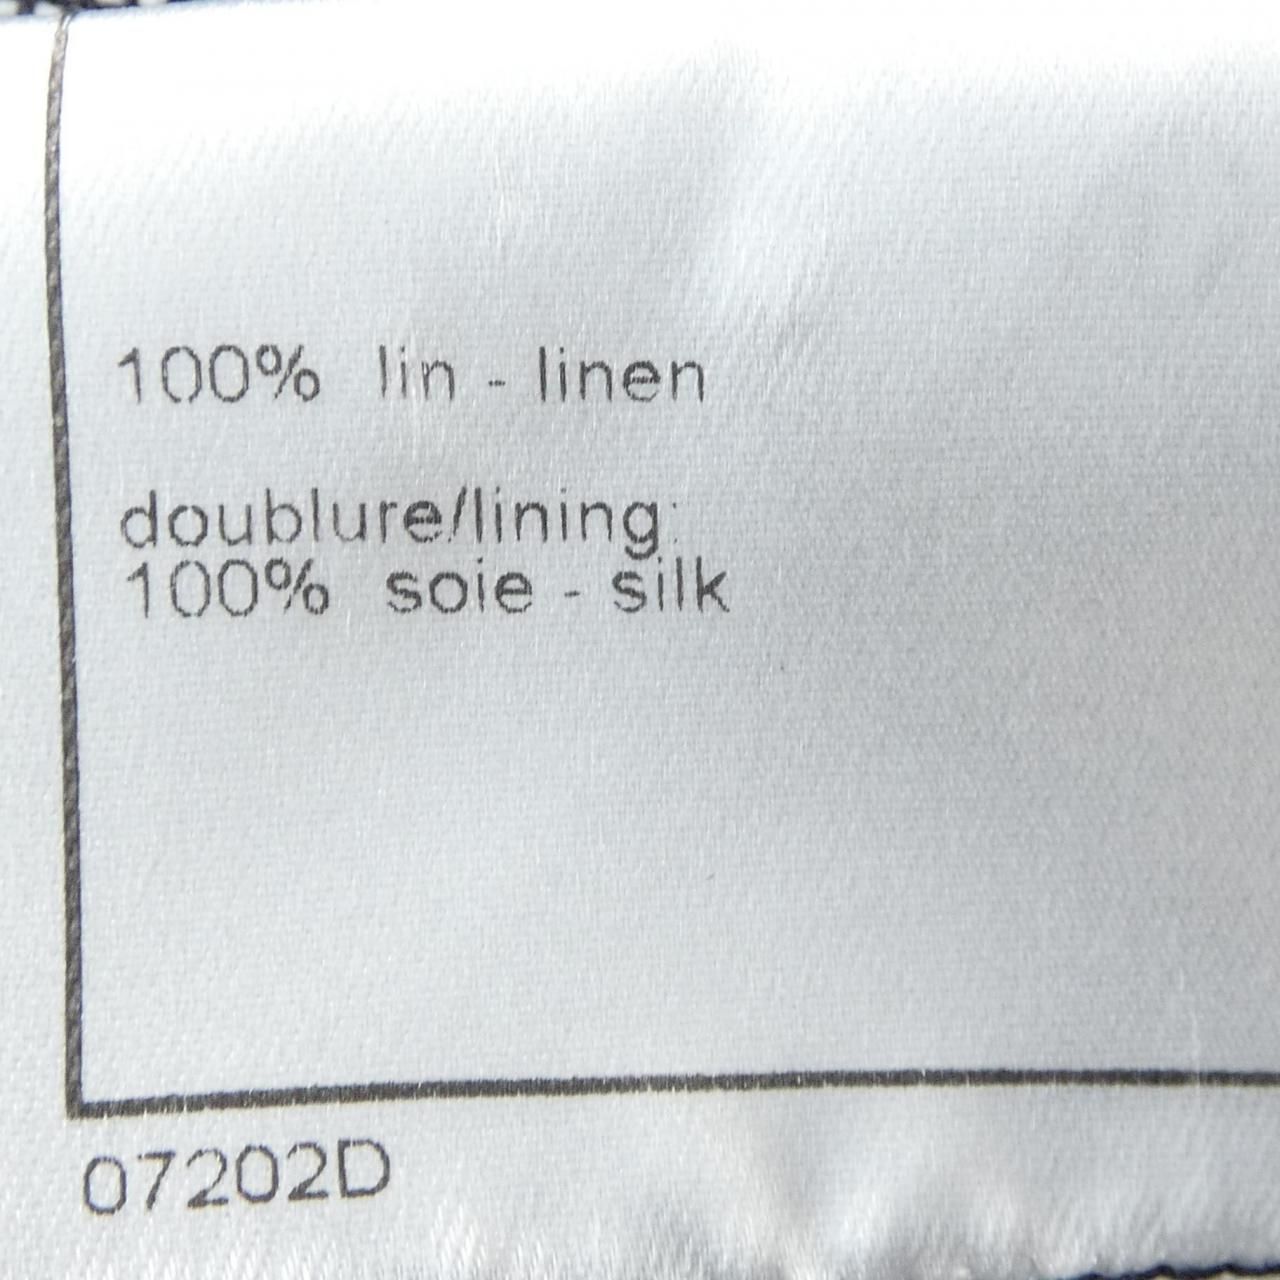 100% lin - linen
doublure/lining:
100% soie - silk
07202D